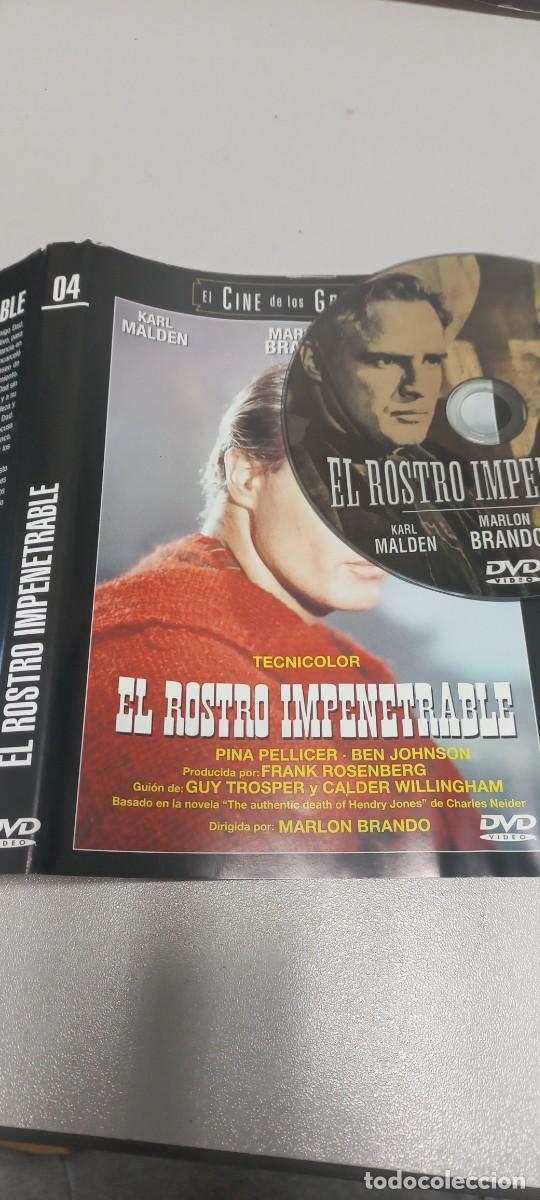 04
EL ROSTRO IMPENETRABLE
DVD
VIDEO
EL CINE de los
KARL
MALDEN
TECNICOLOR
EL ROSTRO IMPENETRABLE
PINA PELLICER - BEN JOHNSON
Producida por: FRANK ROSENBERG
Guión de: GUY TROSPER y CALDER WILLINGHAM
Basado en la novela "The authentic death of Hendry Jones" de Charles Neider
Dirigida por: MARLON BRANDO
DVD
VIDEO
EL ROSTRO
KARL
MALDEN
MARLON
BRANDO
DVD
VIDEO
todocoleccion